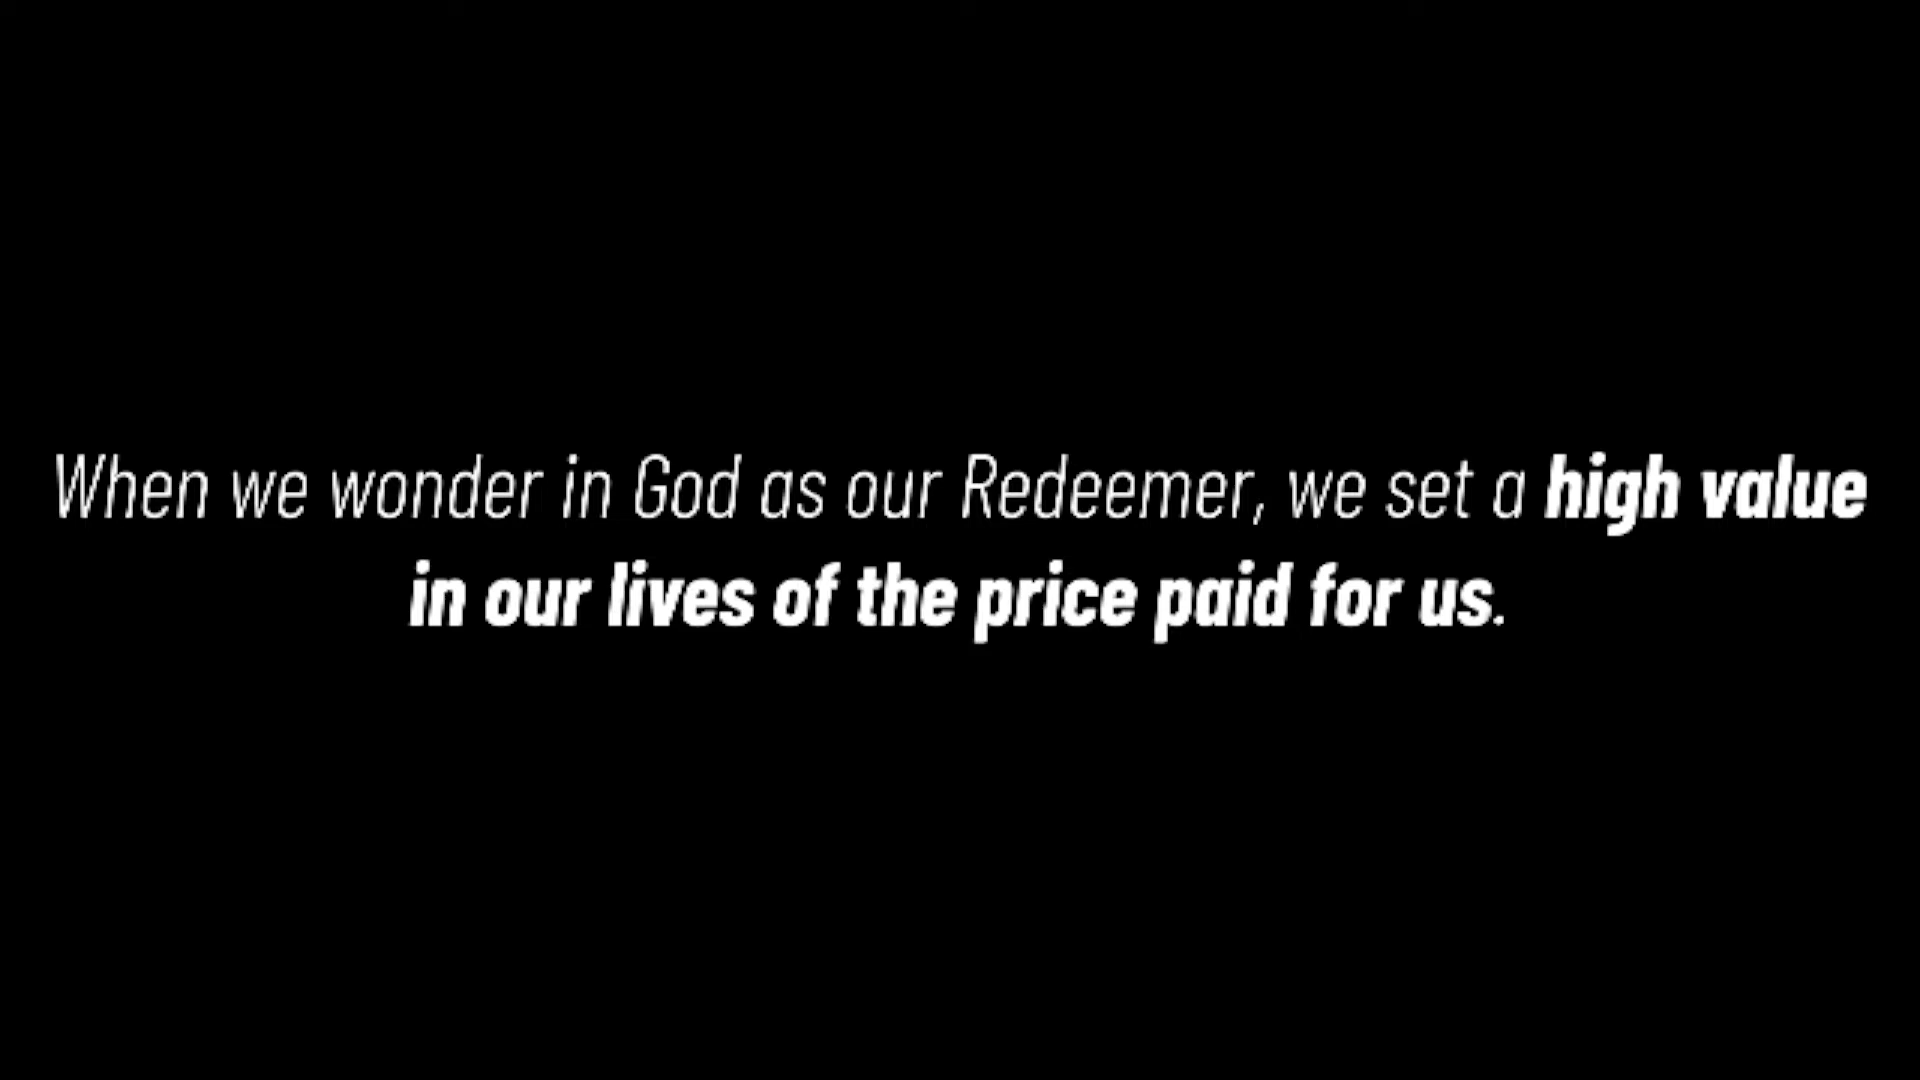 When we wonder in God as our Redeemer, we set a high value
in our lives of the price paid for us.